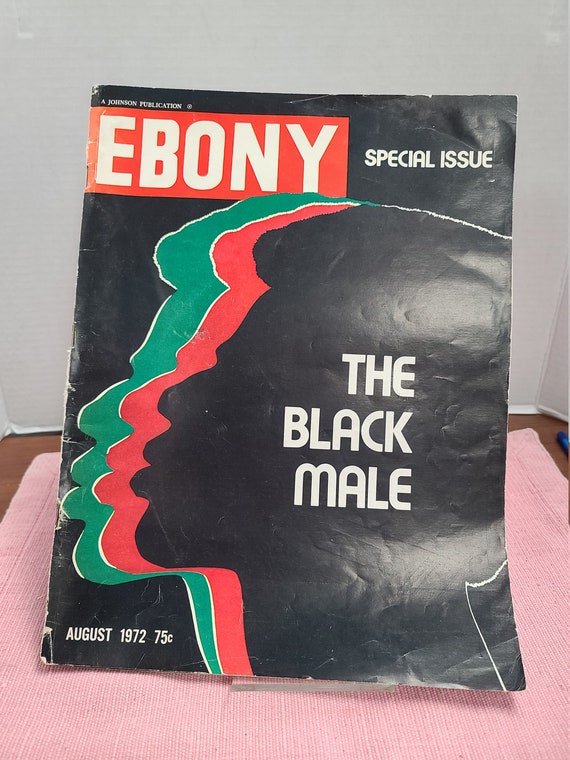 A JOHNSON PUBLICATION ®
EBONY
SPECIAL ISSUE
THE
BLACK
MALE
AUGUST 1972 75c